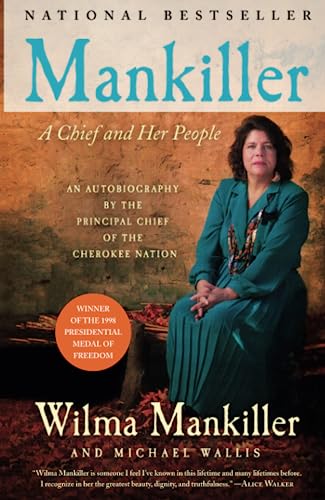 NATIONAL BESTSELLER
Mankiller
A Chief and Her People
AN AUTOBIOGRAPHY
BY THE
PRINCIPAL CHIEF
OF THE
CHEROKEE NATION
WINNER
OF THE 1998
PRESIDENTIAL
MEDAL OF
FREEDOM
Wilma Mankiller
AND MICHAEL WALLIS
"Wilma Mankiller is someone I feel I've known in this lifetime and many lifetimes before.
I recognize in her the greatest beauty, dignity, and truthfulness." —ALICE WALKER